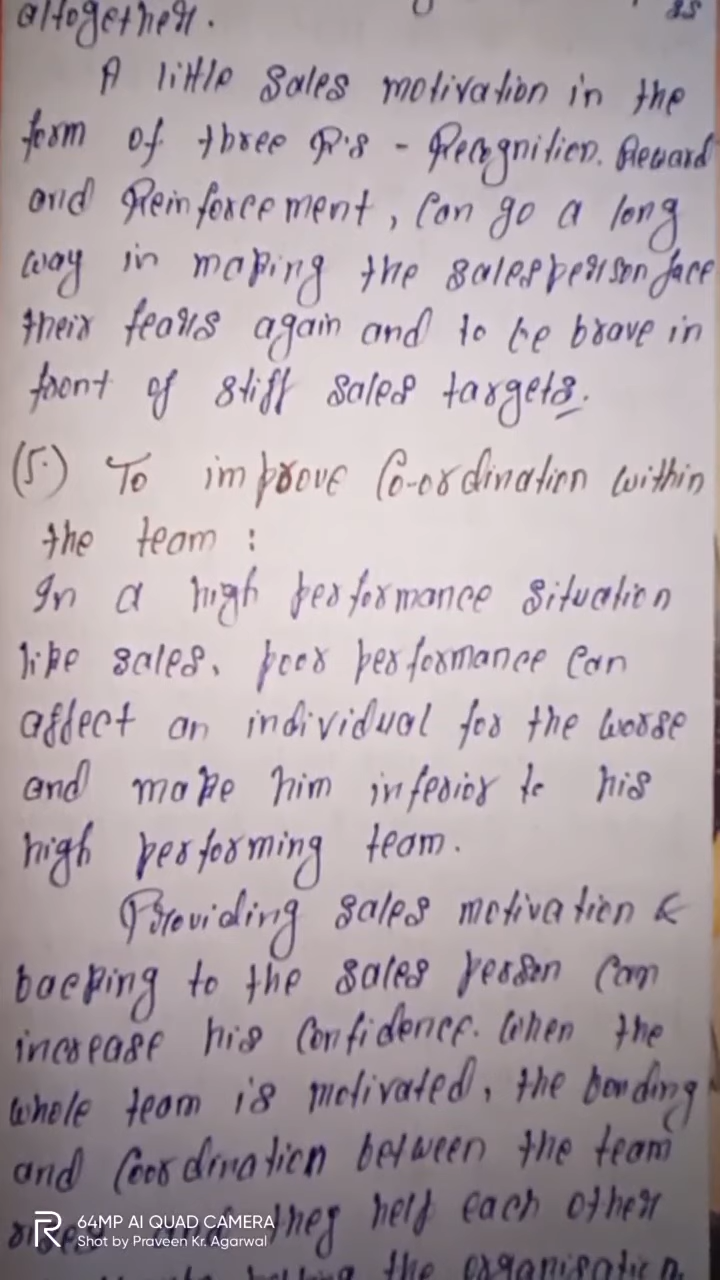 altogether.
A little sales motivation in the
form of three R's - Recognition, Reward
and Reinforcement, can go a long
way in making the salesperson face
their fears again and to be brave in
front of stiff sales targets.
(5.) To improve Co-ordination within
the team :
In a high performance situation
like sales, poor performance can
affect an individual for the worse
and make him inferior to his
high performing team.
Providing sales motivation &
backing to the sales person can
increase his confidence. When the
whole team is motivated, the bonding
and Coordination between the team
they help each other
the organisation
64MP AI QUAD CAMERA
Shot by Praveen Kr. Agarwal